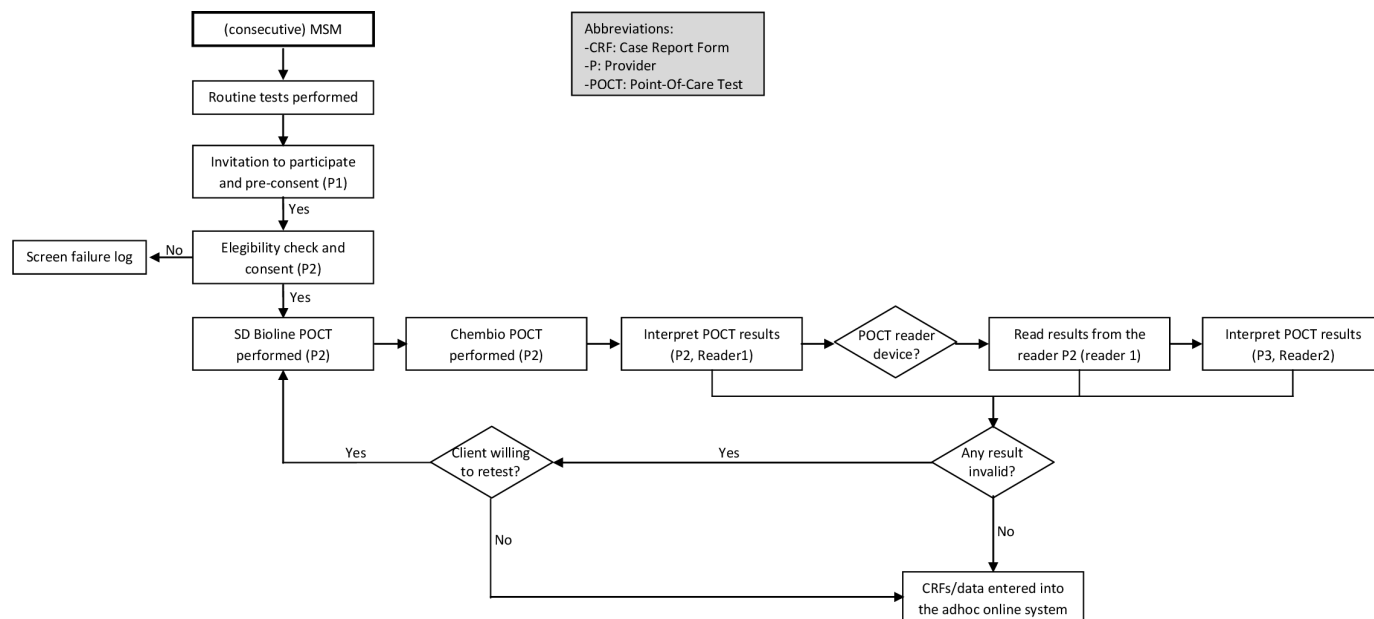 (consecutive) MSM
Abbreviations:
-CRF: Case Report Form
-P: Provider
-POCT: Point-Of-Care Test
Routine tests performed
Invitation to participate
and pre-consent (P1)
Yes
Screen failure log
No
Elegibility check and
consent (P2)
Yes
SD Bioline POCT
performed (P2)
Chembio POCT
performed (P2)
Interpret POCT results
(P2, Reader1)
POCT reader
device?
Read results from the
reader P2 (reader 1)
Interpret POCT results
(P3, Reader2)
Yes
Client willing
to retest?
Yes
Any result
invalid?
No
No
CRFs/data entered into
the adhoc online system